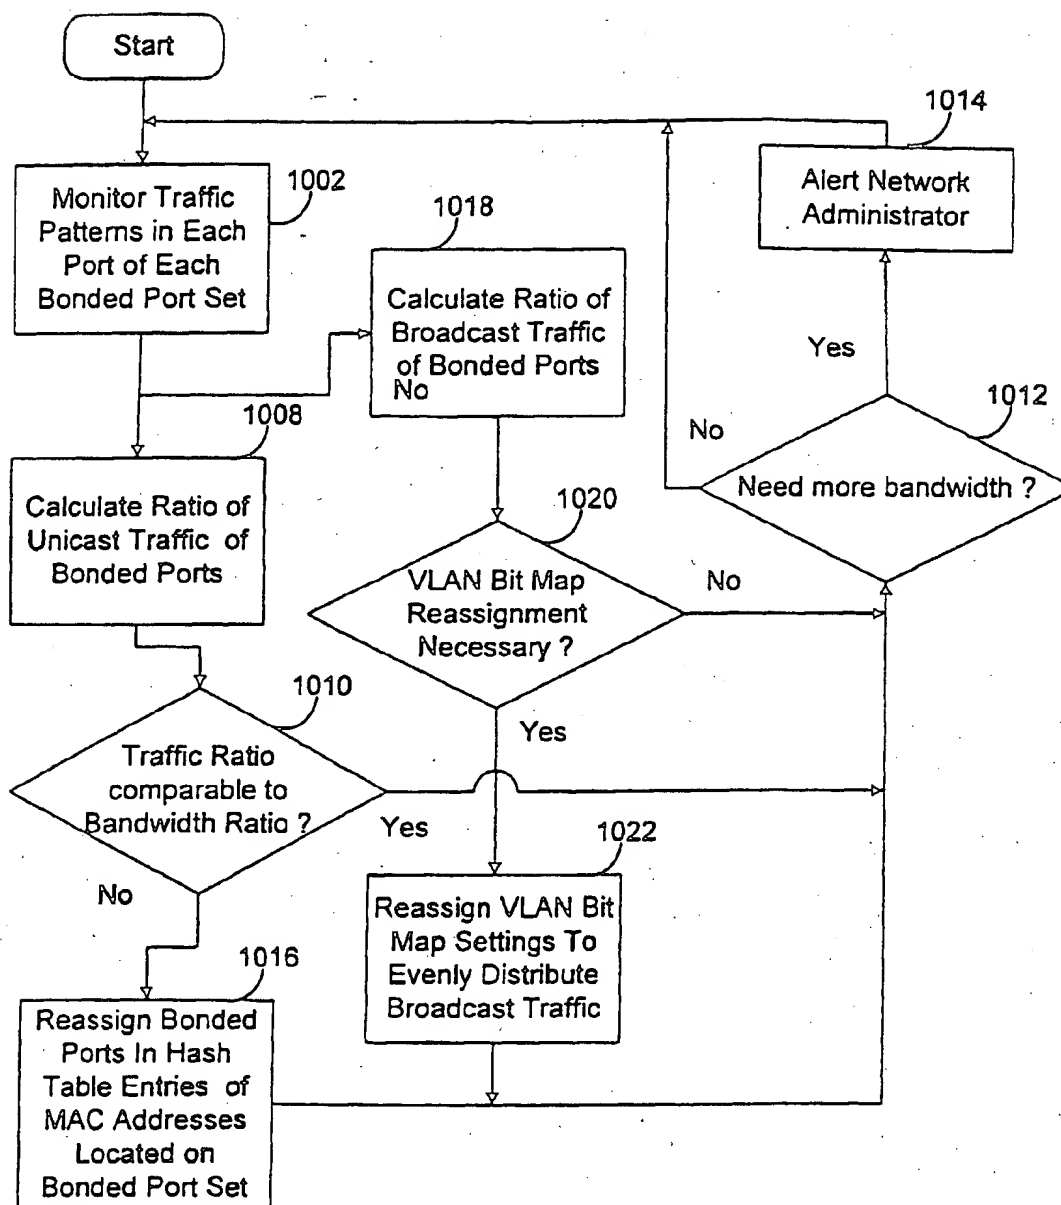 Start
1014
Alert Network
Administrator
1002
Monitor Traffic
Patterns in Each
Port of Each
Bonded Port Set
1018
Calculate Ratio of
Broadcast Traffic
of Bonded Ports
No
Yes
1012
No
Need more bandwidth ?
1008
Calculate Ratio of
Unicast Traffic of
Bonded Ports
1020
VLAN Bit Map
Reassignment
Necessary ?
No
Yes
1010
Traffic Ratio
comparable to
Bandwidth Ratio ?
Yes
No
1022
Reassign VLAN Bit
Map Settings To
Evenly Distribute
Broadcast Traffic
1016
Reassign Bonded
Ports In Hash
Table Entries of
MAC Addresses
Located on
Bonded Port Set